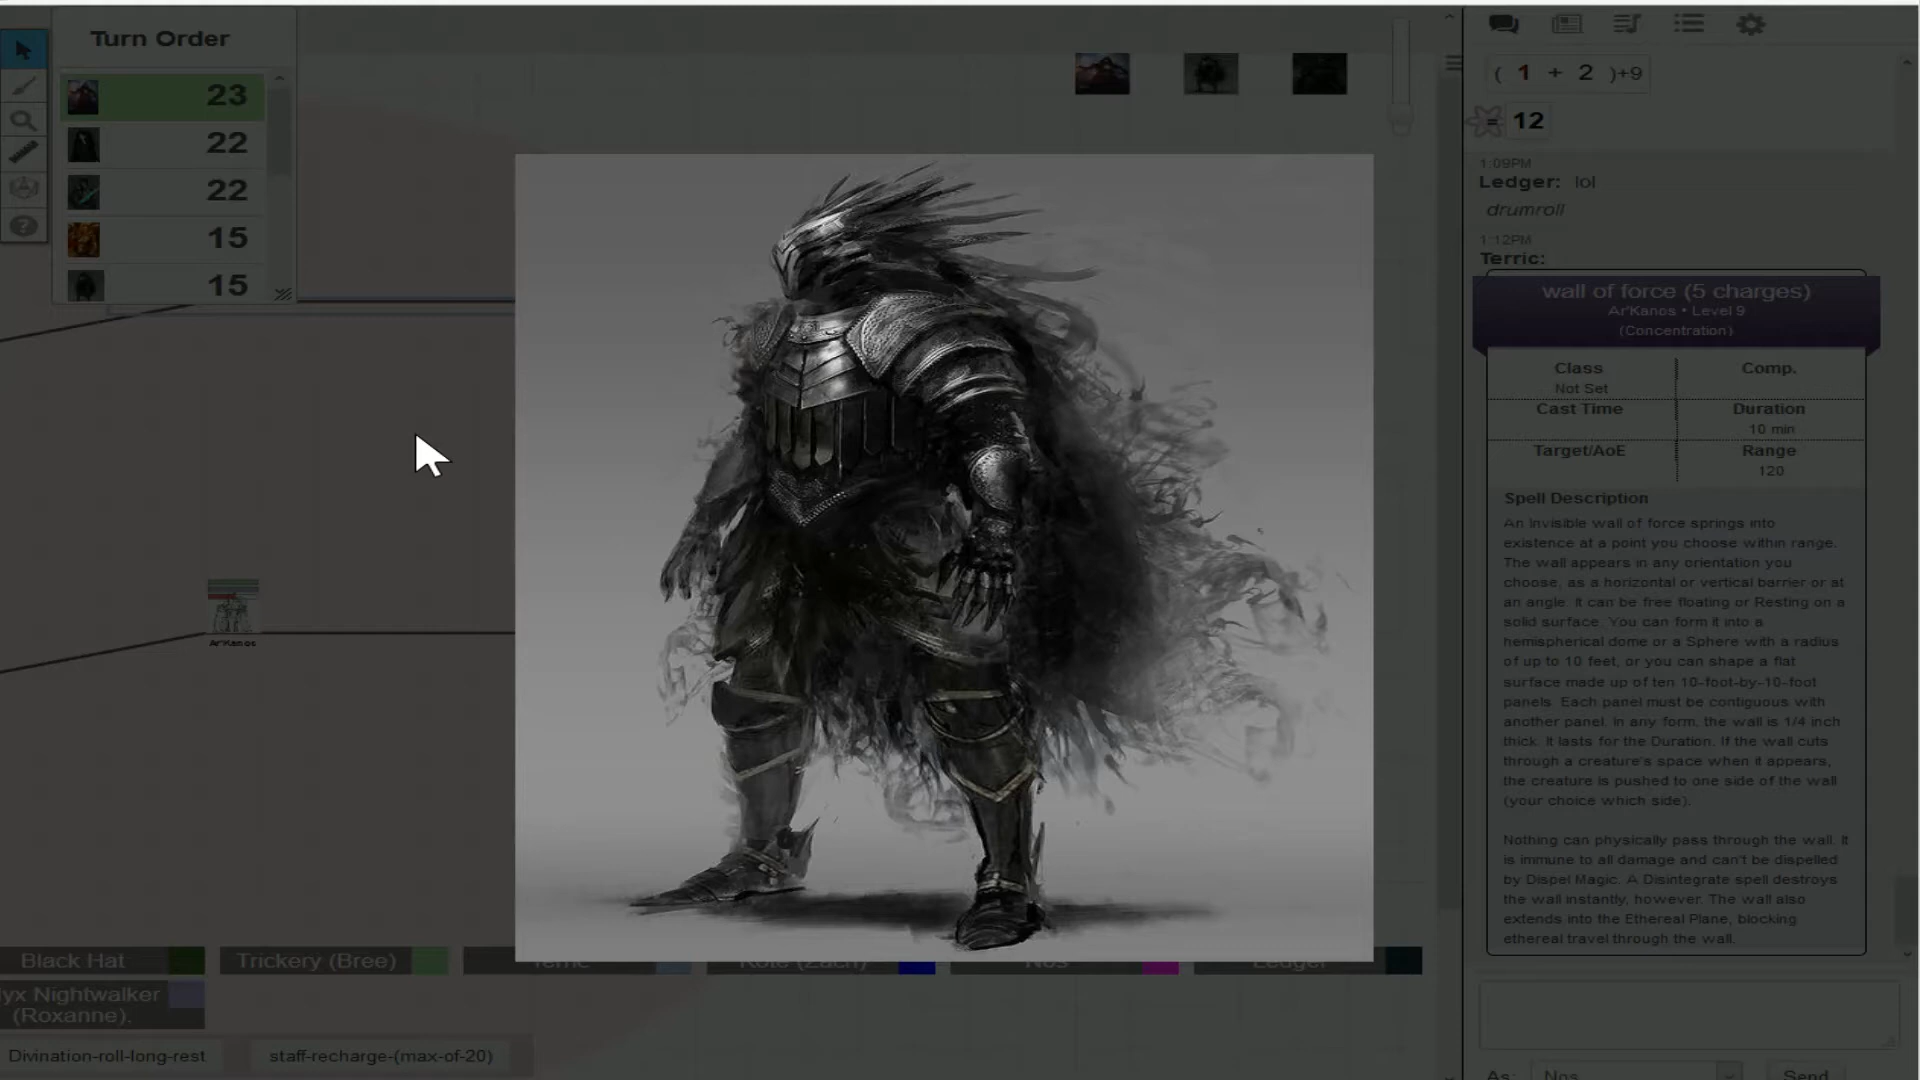 Turn Order
23
22
22
15
15
Ar'Kanos
Black Hat
Trickery (Bree)
Terric
Kote (Zach)
Nos
Ledger
lyx Nightwalker
(Roxanne).
Divination-roll-long-rest
staff-recharge-(max-of-20)
( 1 + 2 )+9
= 12
1:09PM
Ledger: lol
drumroll
1:12PM
Terric:
wall of force (5 charges)
Ar'Kanos • Level 9
(Concentration)
Class
Not Set
Comp.
Cast Time
Duration
10 min
Target/AoE
Range
120
Spell Description
An Invisible wall of force springs into
existence at a point you choose within range.
The wall appears in any orientation you
choose, as a horizontal or vertical barrier or at
an angle. It can be free floating or Resting on a
solid surface. You can form it into a
hemispherical dome or a Sphere with a radius
of up to 10 feet, or you can shape a flat
surface made up of ten 10-foot-by-10-foot
panels. Each panel must be contiguous with
another panel. In any form, the wall is 1/4 inch
thick. It lasts for the Duration. If the wall cuts
through a creature's space when it appears,
the creature is pushed to one side of the wall
(your choice which side).
Nothing can physically pass through the wall. It
is immune to all damage and can't be dispelled
by Dispel Magic. A Disintegrate spell destroys
the wall instantly, however. The wall also
extends into the Ethereal Plane, blocking
ethereal travel through the wall.
As: Nos
Send